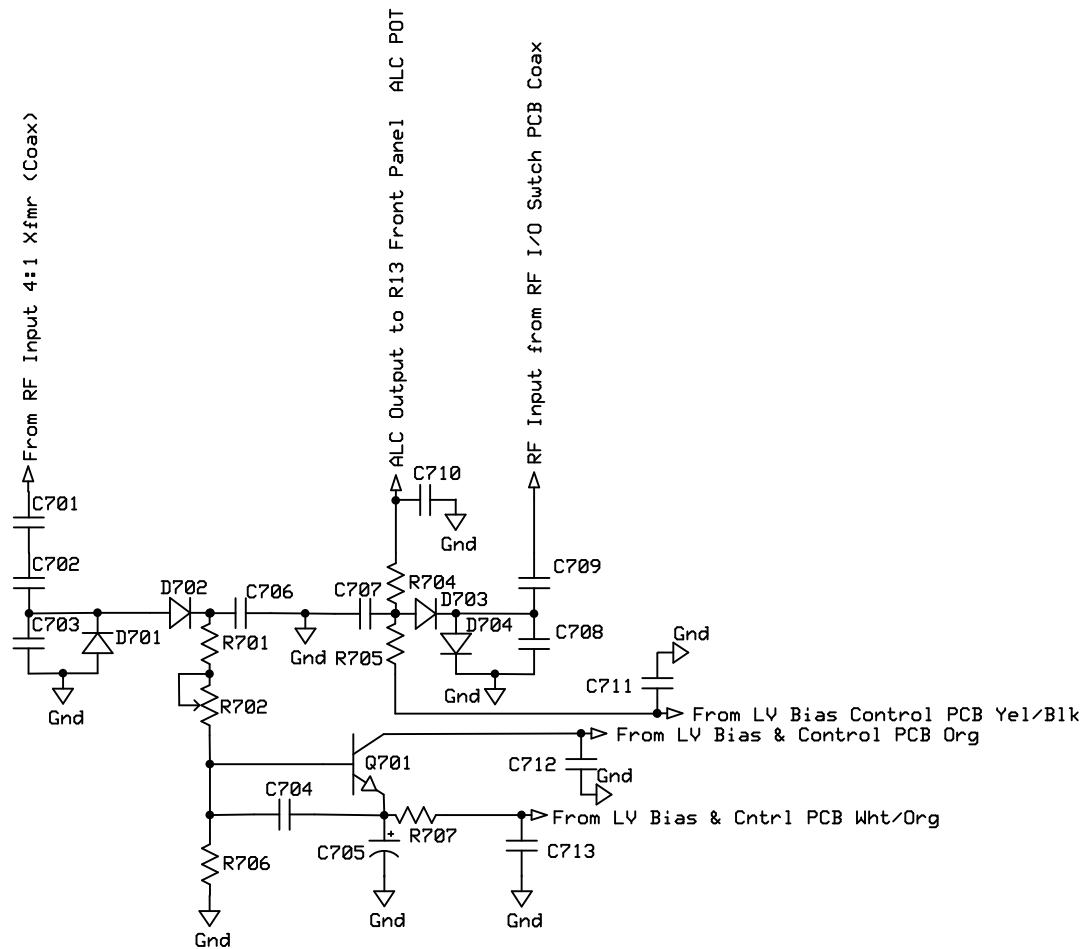 From RF Input 4:1 Xfmr (Coax)
ALC Output to R13 Front Panel ALC POT
RF Input from RF I/O Swtch PCB Coax
C701
C710
Gnd
C702
C709
D702
C706
C707
R704
D703
C703
D701
R701
Gnd
R705
D704
C708
Gnd
Gnd
R702
Gnd
C711
From LV Bias Control PCB Yel/Blk
From LV Bias & Control PCB Org
Q701
C712
Gnd
C704
From LV Bias & Cntrl PCB Wht/Org
+
R706
C705
R707
C713
Gnd
Gnd
Gnd